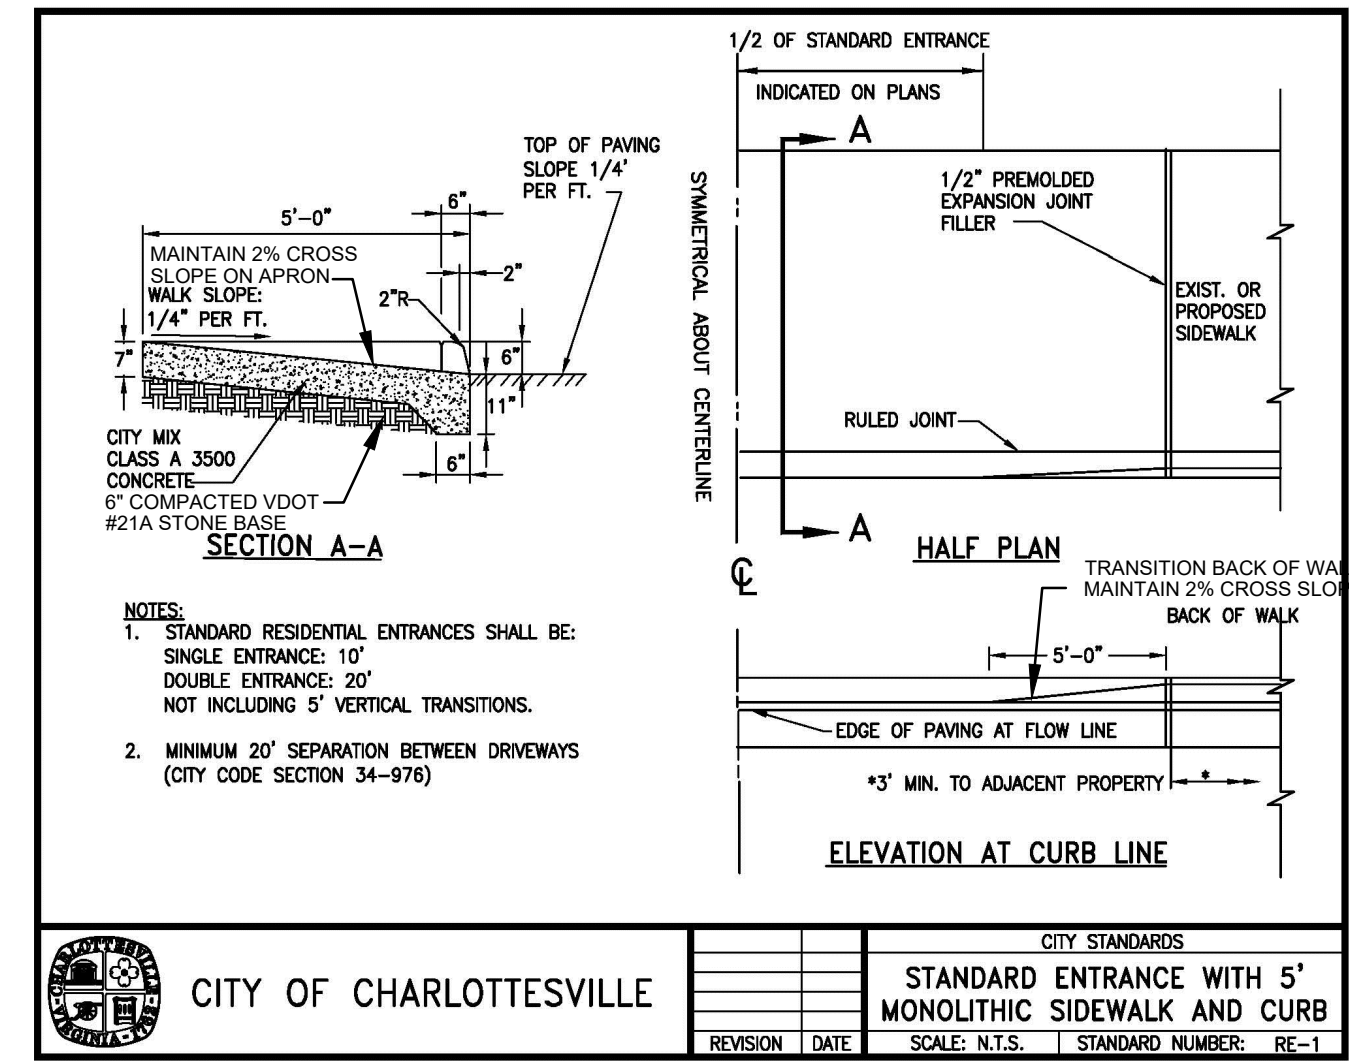 1/2 OF STANDARD ENTRANCE
INDICATED ON PLANS
A
TOP OF PAVING
SLOPE 1/4'
PER FT.
6"
5'-0"
MAINTAIN 2% CROSS
SLOPE ON APRON
WALK SLOPE:
1/4" PER FT.
2"
2"R
7"
6"
11"
6"
CITY MIX
CLASS A 3500
CONCRETE
6" COMPACTED VDOT
#21A STONE BASE
SECTION A-A
SYMMETRICAL ABOUT CENTERLINE
1/2" PREMOLDED
EXPANSION JOINT
FILLER
EXIST. OR
PROPOSED
SIDEWALK
RULED JOINT
A
HALF PLAN
℄
TRANSITION BACK OF
MAINTAIN 2% CROSS
BACK OF WALK
5'-0"
EDGE OF PAVING AT FLOW LINE
*3' MIN. TO ADJACENT PROPERTY
*
ELEVATION AT CURB LINE
NOTES:
1. STANDARD RESIDENTIAL ENTRANCES SHALL BE:
SINGLE ENTRANCE: 10'
DOUBLE ENTRANCE: 20'
NOT INCLUDING 5' VERTICAL TRANSITIONS.
2. MINIMUM 20' SEPARATION BETWEEN DRIVEWAYS
(CITY CODE SECTION 34-976)
CHARLOTTESVILLE
VIRGINIA-1762
CITY OF CHARLOTTESVILLE
REVISION DATE
CITY STANDARDS
STANDARD ENTRANCE WITH 5'
MONOLITHIC SIDEWALK AND CURB
SCALE: N.T.S. STANDARD NUMBER: RE-1